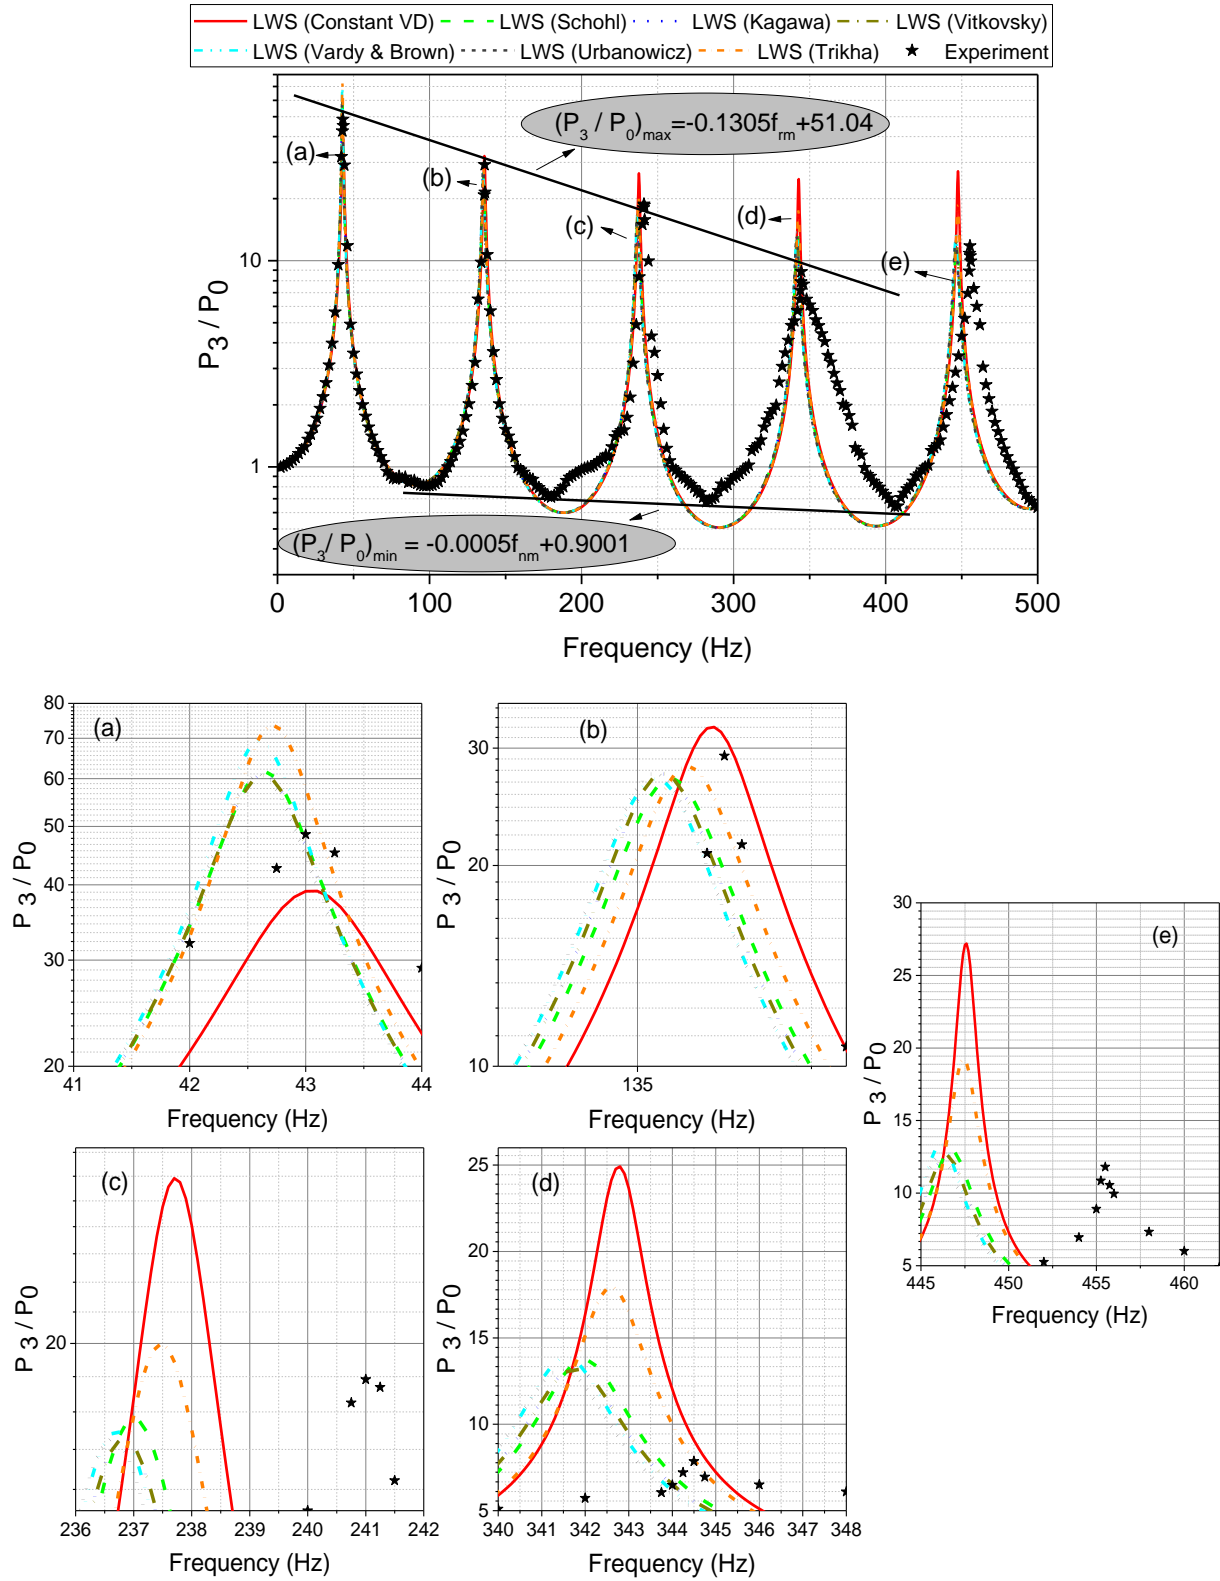 LWS (Constant VD) LWS (Schohl) LWS (Kagawa) LWS (Vitkovsky)
LWS (Vardy & Brown) LWS (Urbanowicz) LWS (Trikha) Experiment
(P3 / P0)max=-0.1305frm+51.04
(a)
(b)
(c)
(d)
(e)
10
1
P3 / P0
(P3/ P0)min = -0.0005fnm+0.9001
0 100 200 300 400 500
Frequency (Hz)
(a)
80
70
60
50
40
30
20
P 3 / P0
41 42 43 44
Frequency (Hz)
(b)
30
20
10
P 3 / P0
135
Frequency (Hz)
(c)
20
P 3 / P0
236 237 238 239 240 241 242
Frequency (Hz)
(d)
25
20
15
10
5
P 3 / P0
340 341 342 343 344 345 346 347 348
Frequency (Hz)
(e)
30
25
20
15
10
5
P 3 / P0
445 450 455 460
Frequency (Hz)